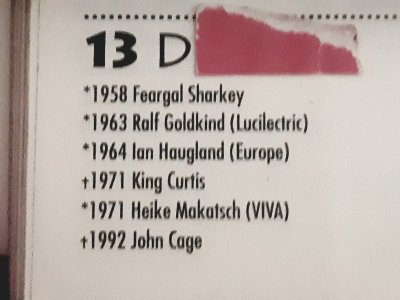 13 D
*1958 Feargal Sharkey
*1963 Ralf Goldkind (Lucilectric)
*1964 Ian Haugland (Europe)
†1971 King Curtis
*1971 Heike Makatsch (VIVA)
†1992 John Cage